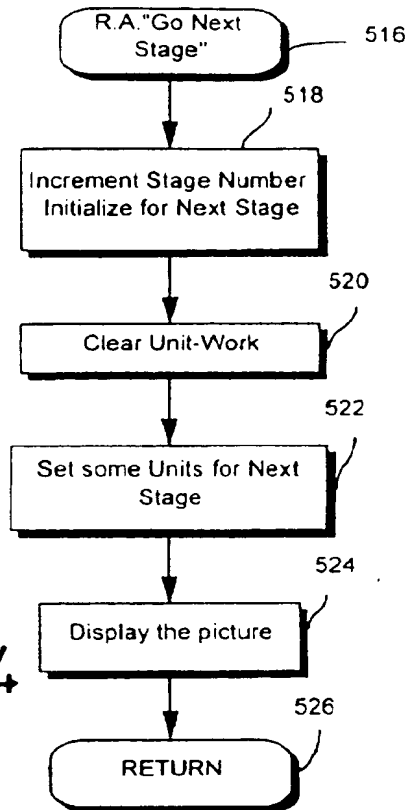 R.A."Go Next
Stage"
516
518
Increment Stage Number
Initialize for Next Stage
520
Clear Unit-Work
522
Set some Units for Next
Stage
524
Display the picture
526
RETURN